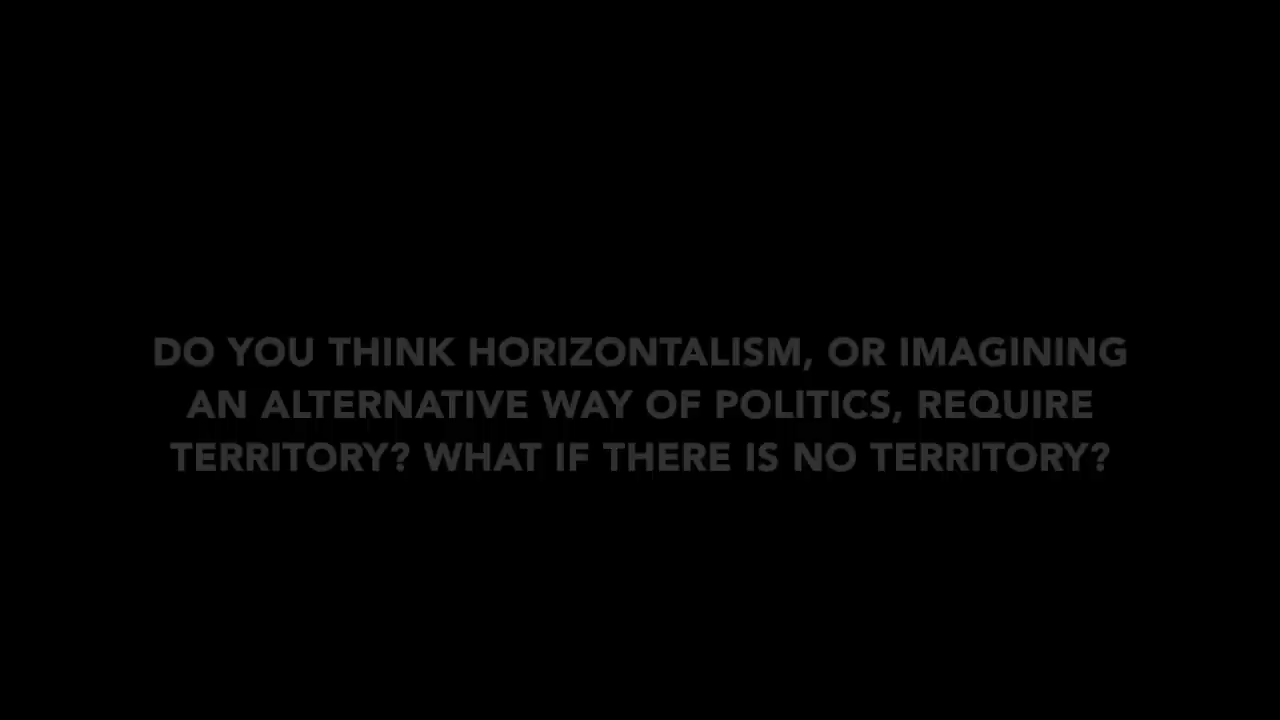 DO YOU THINK HORIZONTALISM, OR IMAGINING
AN ALTERNATIVE WAY OF POLITICS, REQUIRE
TERRITORY? WHAT IF THERE IS NO TERRITORY?